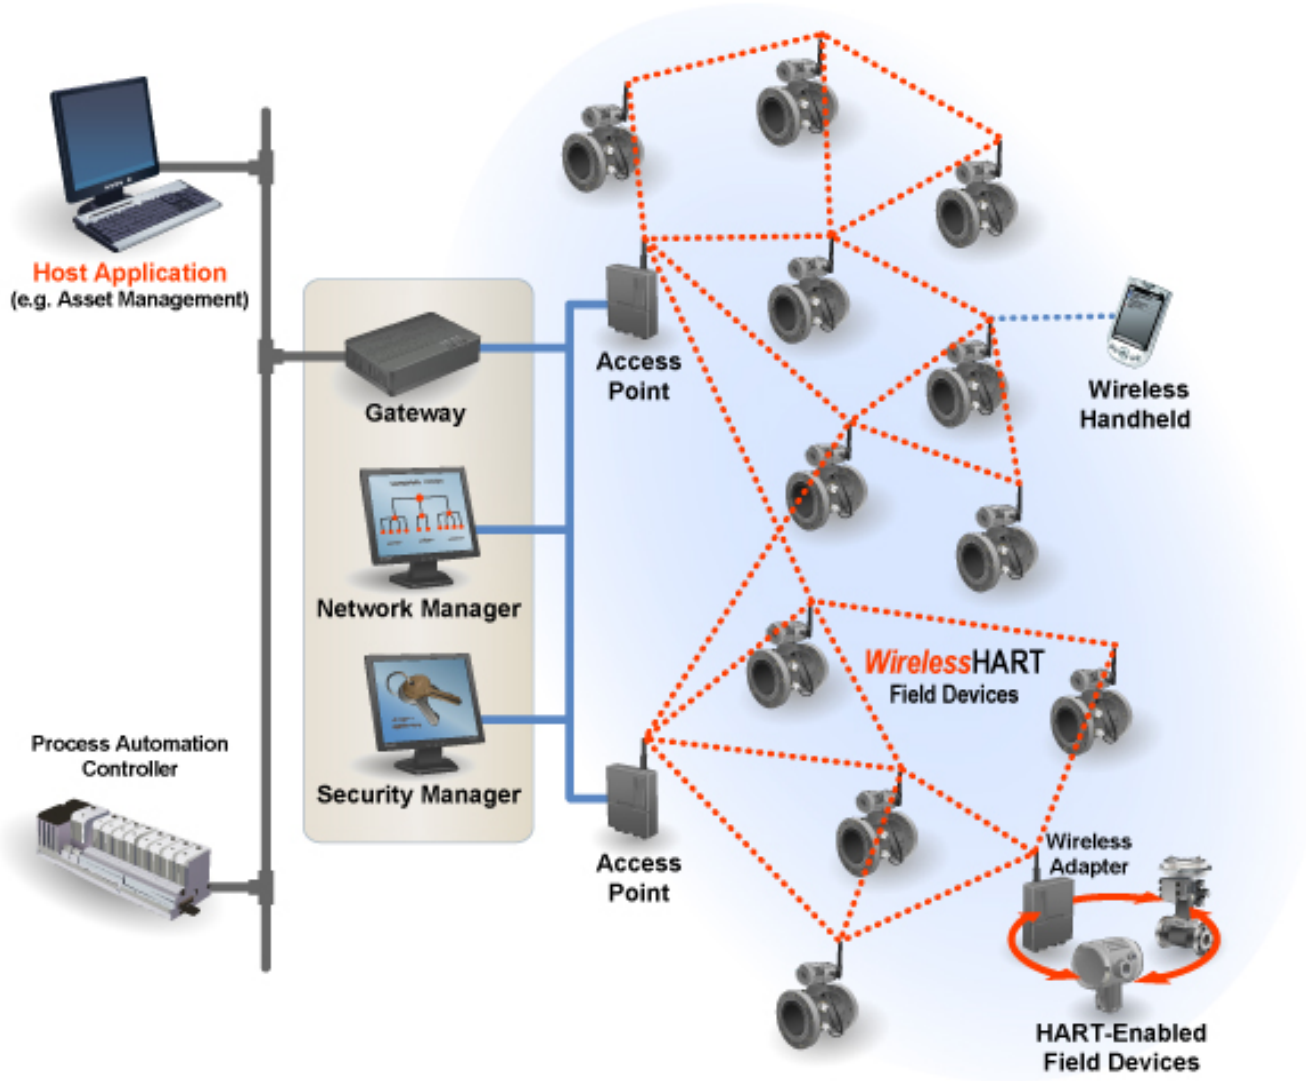 Host Application
(e.g. Asset Management)
Gateway
Network Manager
Security Manager
Process Automation
Controller
Access
Point
Access
Point
Wireless
Handheld
WirelessHART
Field Devices
Wireless
Adapter
HART-Enabled
Field Devices